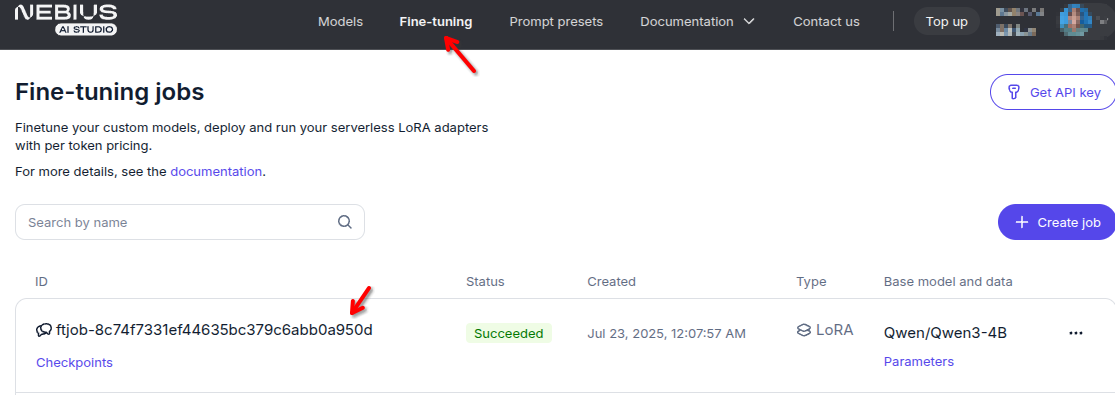 NEBIUS
AI STUDIO
Models Fine-tuning Prompt presets Documentation Contact us Top up
Fine-tuning jobs
Get API key
Finetune your custom models, deploy and run your serverless LoRA adapters
with per token pricing.
For more details, see the documentation.
Search by name
Create job
ID Status Created Type Base model and data
ftjob-8c74f7331ef44635bc379c6abb0a950d Succeeded Jul 23, 2025, 12:07:57 AM LoRA Qwen/Qwen3-4B
Checkpoints Parameters